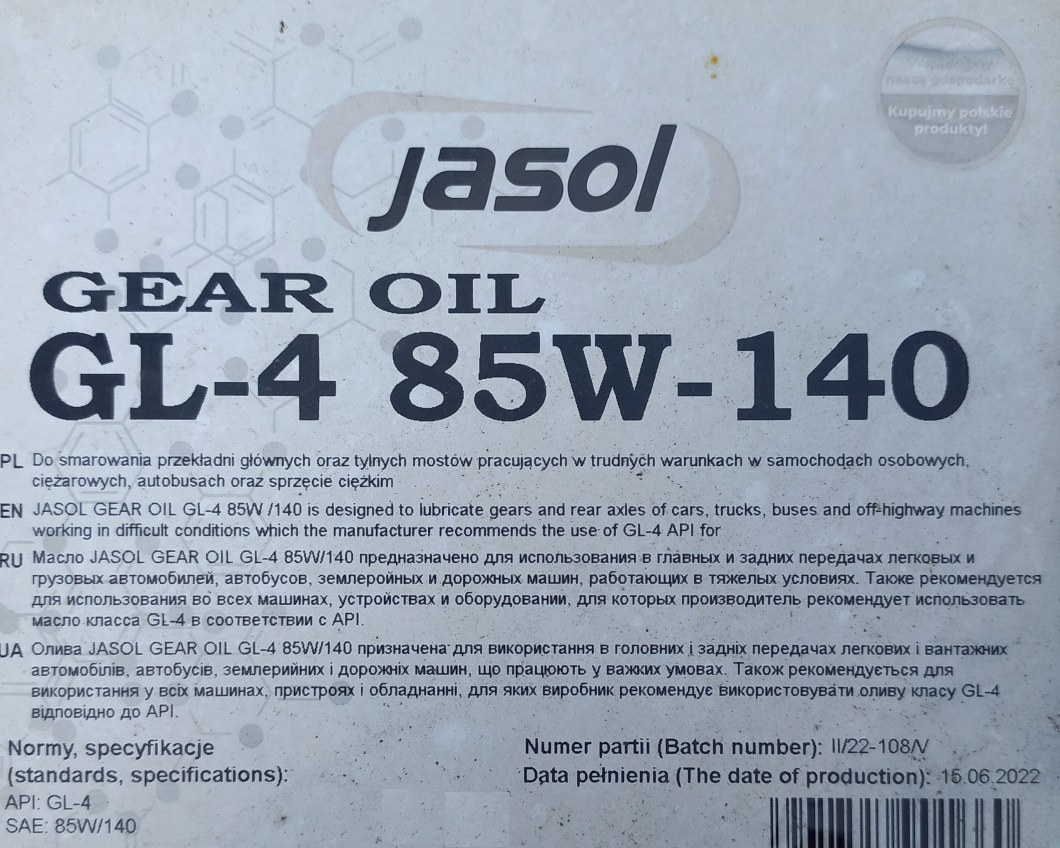 Wspierajmy
naszą gospodarkę
Kupujmy polskie
produkty!
jasol
GEAR OIL
GL-4 85W-140
PL Do smarowania przekładni głównych oraz tylnych mostów pracujących w trudnych warunkach w samochodach osobowych,
ciężarowych, autobusach oraz sprzęcie ciężkim
EN JASOL GEAR OIL GL-4 85W /140 is designed to lubricate gears and rear axles of cars, trucks, buses and off-highway machines
working in difficult conditions which the manufacturer recommends the use of GL-4 API for
RU Масло JASOL GEAR OIL GL-4 85W/140 предназначено для использования в главных и задних передачах легковых и
грузовых автомобилей, автобусов, землеройных и дорожных машин, работающих в тяжелых условиях. Также рекомендуется
для использования во всех машинах, устройствах и оборудовании, для которых производитель рекомендует использовать
масло класса GL-4 в соответствии с API.
UA Олива JASOL GEAR OIL GL-4 85W/140 призначена для використання в головних і задніх передачах легкових і вантажних
автомобілів, автобусів, землерийних і дорожніх машин, що працюють у важких умовах. Також рекомендується для
використання у всіх машинах, пристроях і обладнанні, для яких виробник рекомендує використовувати оливу класу GL-4
відповідно до API.
Normy, specyfikacje
(standards, specifications):
API: GL-4
SAE: 85W/140
Numer partii (Batch number): II/22-108/V
Data pełnienia (The date of production): 15.06.2022